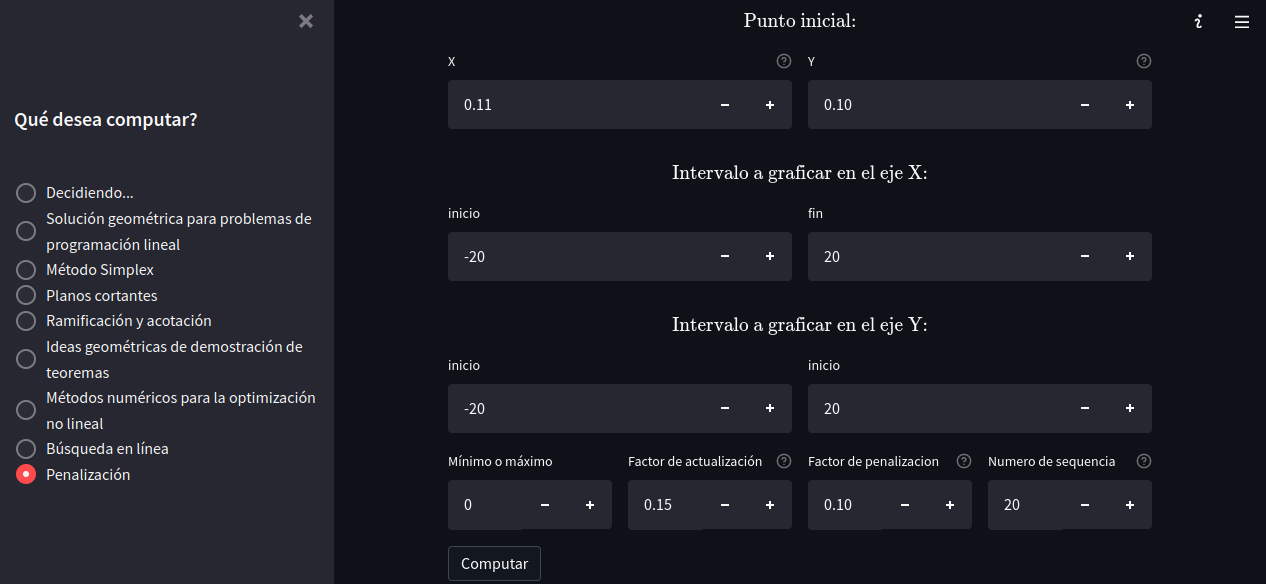 Qué desea computar?
Decidiendo...
Solución geométrica para problemas de
programación lineal
Método Simplex
Planos cortantes
Ramificación y acotación
Ideas geométricas de demostración de
teoremas
Métodos numéricos para la optimización
no lineal
Búsqueda en línea
Penalización
Punto inicial:
X Y
0.11 0.10
Intervalo a graficar en el eje X:
inicio fin
-20 20
Intervalo a graficar en el eje Y:
inicio inicio
-20 20
Mínimo o máximo Factor de actualización Factor de penalizacion Numero de sequencia
0 0.15 0.10 20
Computar